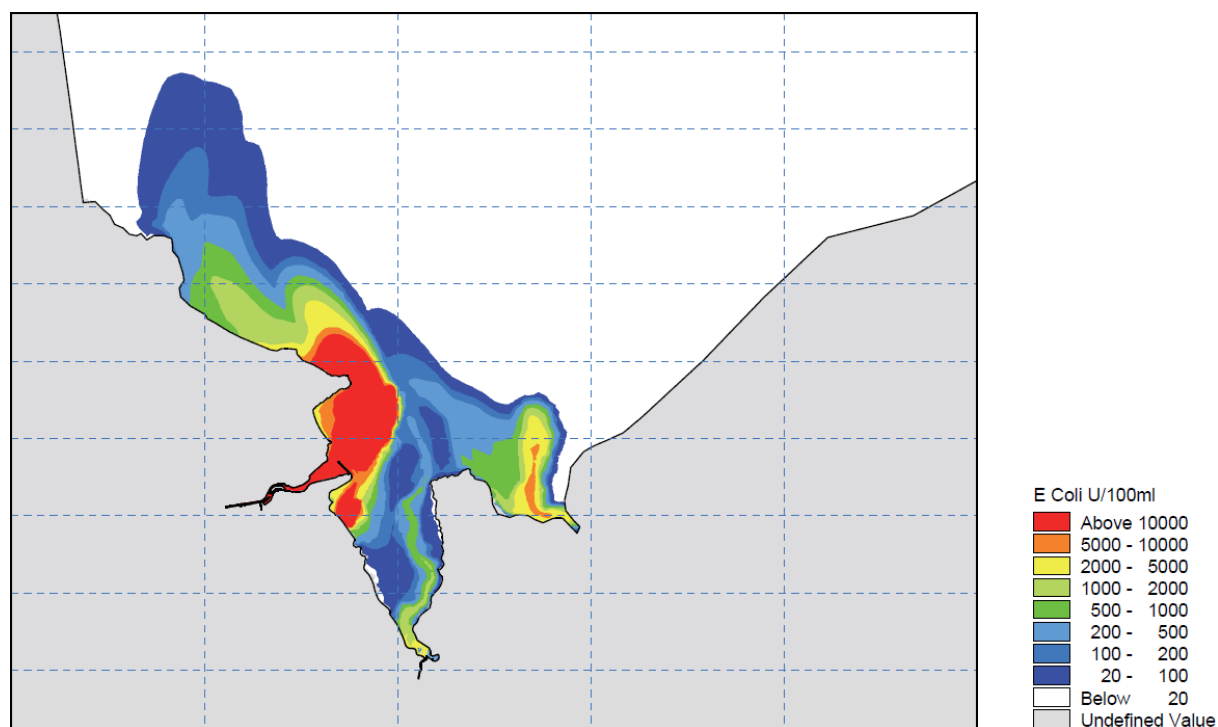 E Coli U/100ml
Above 10000
5000 - 10000
2000 - 5000
1000 - 2000
500 - 1000
200 - 500
100 - 200
20 - 100
Below 20
Undefined Value